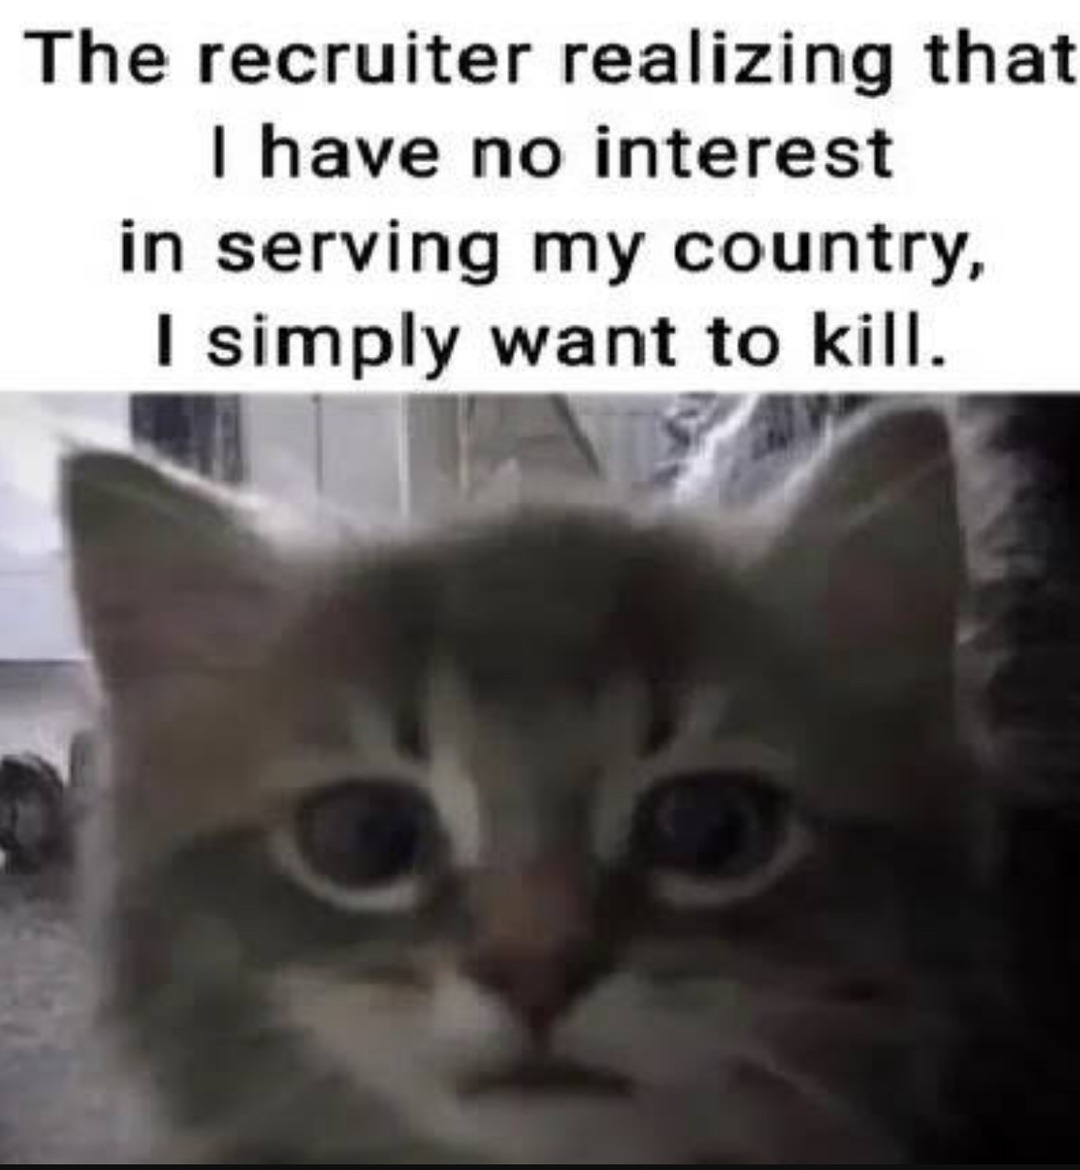 The recruiter realizing that
I have no interest
in serving my country,
I simply want to kill.